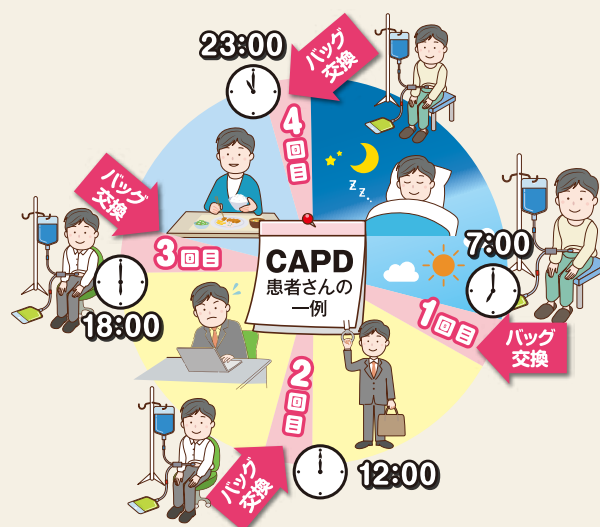 CAPD
患者さんの
一例
7:00
1回目
バッグ
交換
12:00
2回目
バッグ
交換
18:00
3回目
バッグ
交換
23:00
4回目
バッグ
交換
z z..